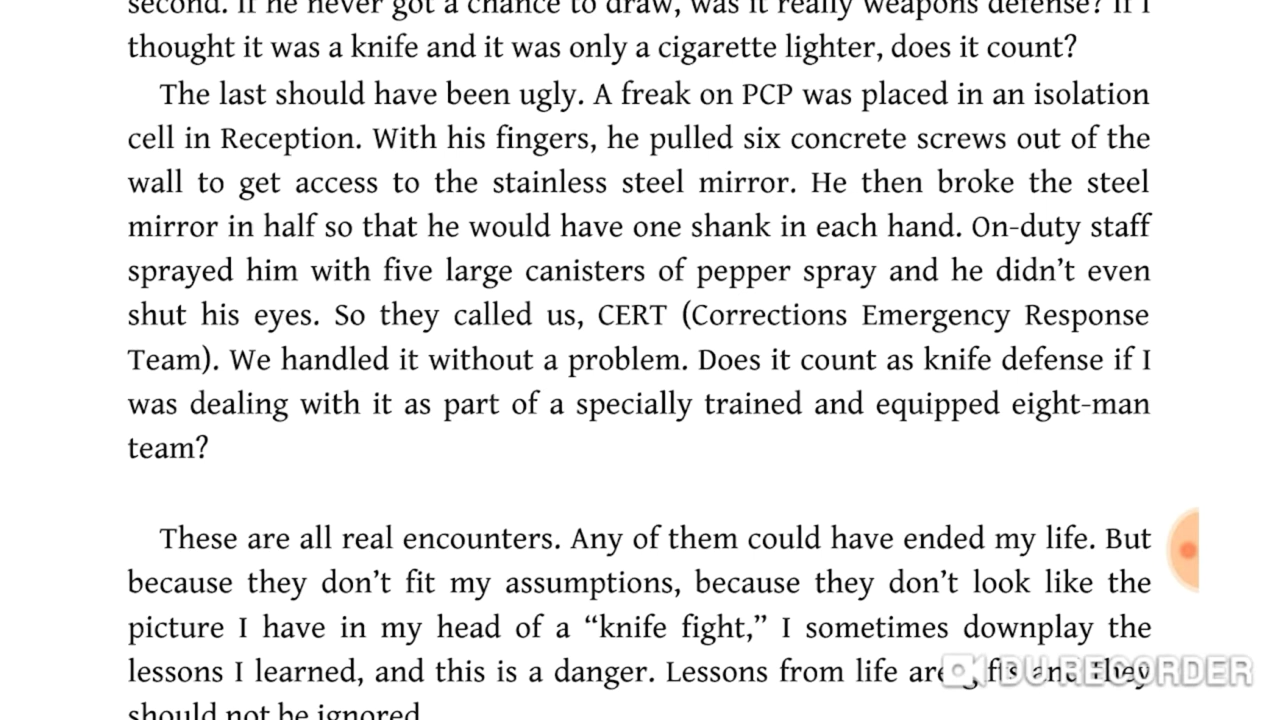 second. If he never got a chance to draw, was it really weapons defense? If I
thought it was a knife and it was only a cigarette lighter, does it count?
The last should have been ugly. A freak on PCP was placed in an isolation
cell in Reception. With his fingers, he pulled six concrete screws out of the
wall to get access to the stainless steel mirror. He then broke the steel
mirror in half so that he would have one shank in each hand. On-duty staff
sprayed him with five large canisters of pepper spray and he didn’t even
shut his eyes. So they called us, CERT (Corrections Emergency Response
Team). We handled it without a problem. Does it count as knife defense if I
was dealing with it as part of a specially trained and equipped eight-man
team?
These are all real encounters. Any of them could have ended my life. But
because they don’t fit my assumptions, because they don’t look like the
picture I have in my head of a “knife fight,” I sometimes downplay the
lessons I learned, and this is a danger. Lessons from life are gifts and they
should not be ignored
DU RECORDER